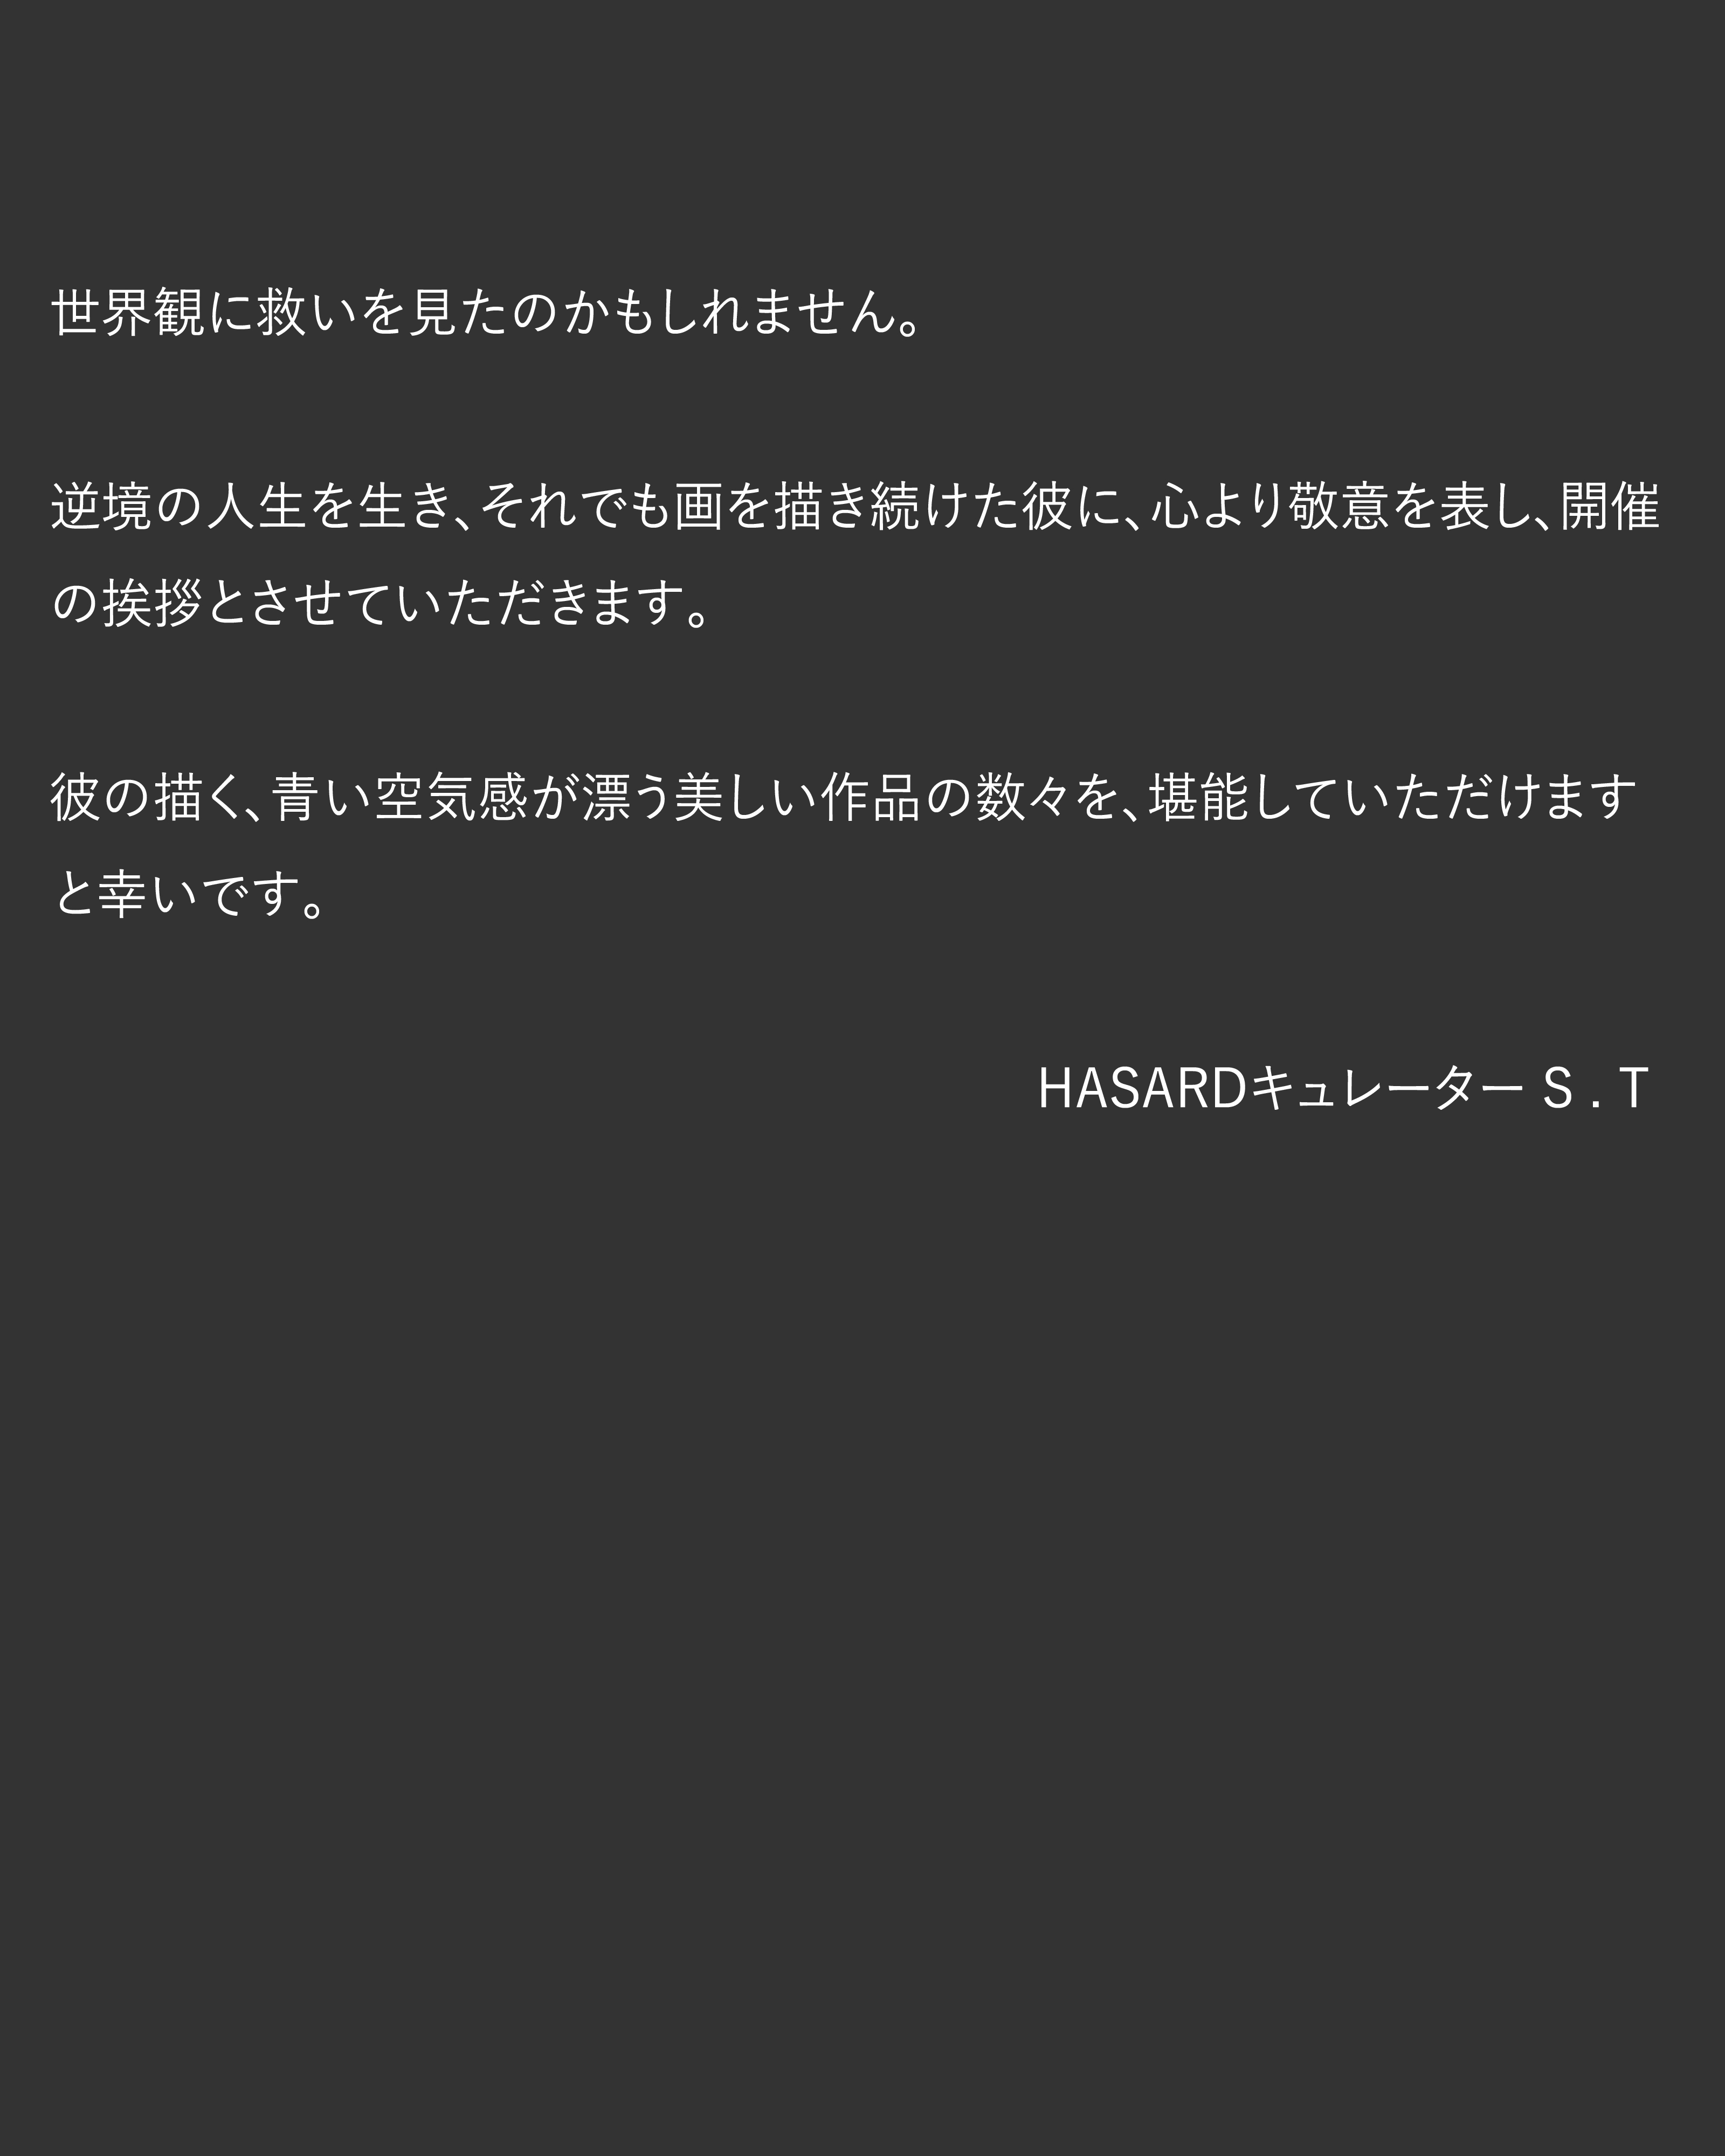 世界観に救いを見たのかもしれません。
逆境の人生を生き、それでも画を描き続けた彼に、心より敬意を表し、開催
の挨拶とさせていただきます。
彼の描く、青い空気感が漂う美しい作品の数々を、堪能していただけます
と幸いです。
HASARDキュレーター S . T